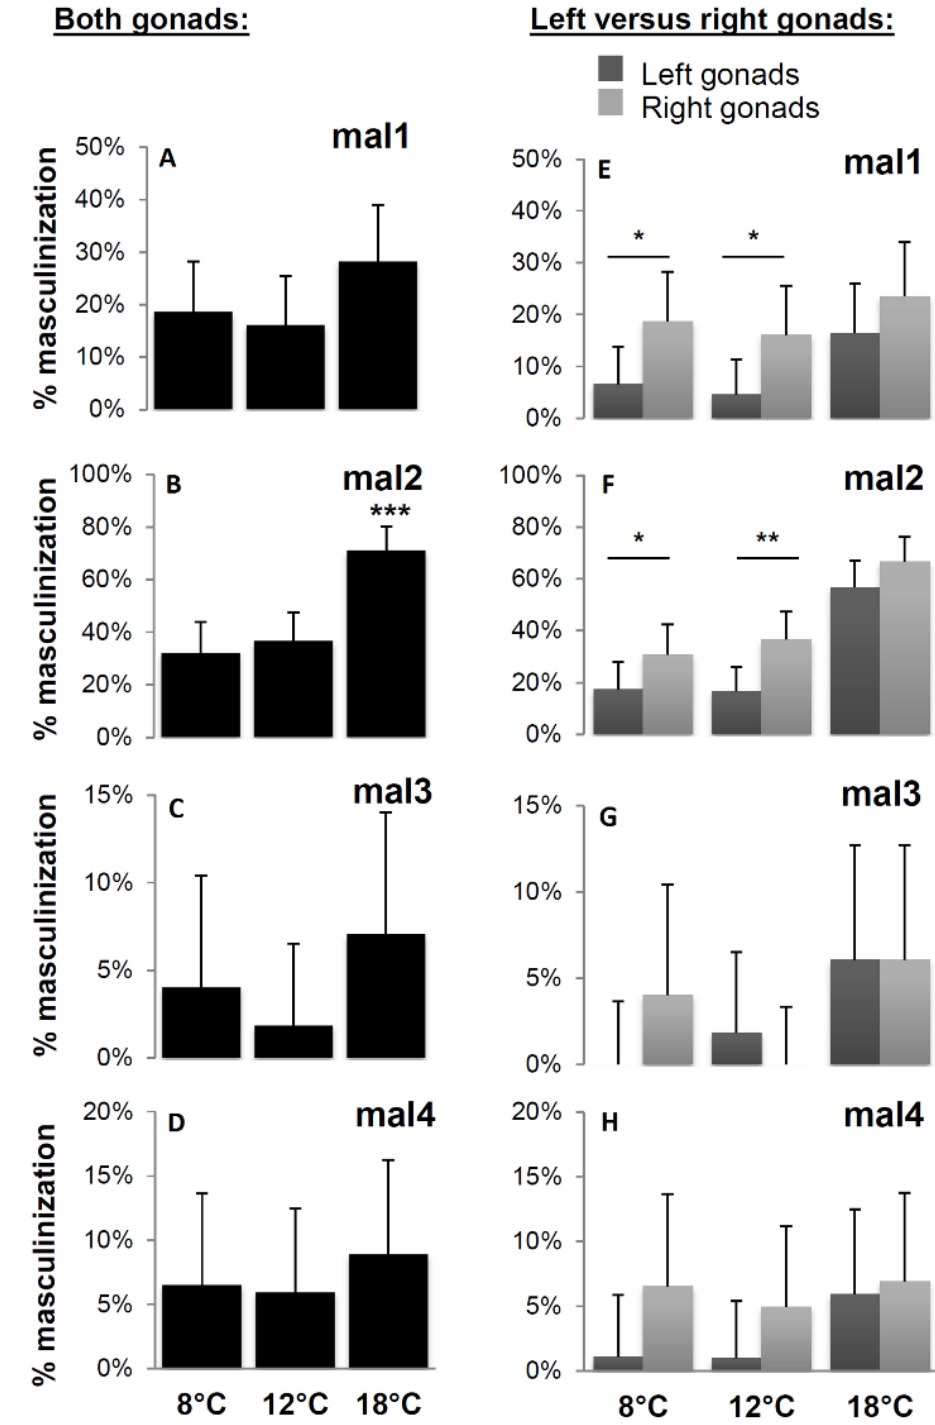 Both gonads:
Left versus right gonads:
Left gonads
Right gonads
% masculinization
50%
40%
30%
20%
10%
0%
A
mal1
50%
40%
30%
20%
10%
0%
E
mal1
*
*
% masculinization
100%
80%
60%
40%
20%
0%
B
mal2
***
100%
80%
60%
40%
20%
0%
F
mal2
*
**
% masculinization
15%
10%
5%
0%
C
mal3
15%
10%
5%
0%
G
mal3
% masculinization
20%
15%
10%
5%
0%
D
mal4
8°C
12°C
18°C
20%
15%
10%
5%
0%
H
mal4
8°C
12°C
18°C